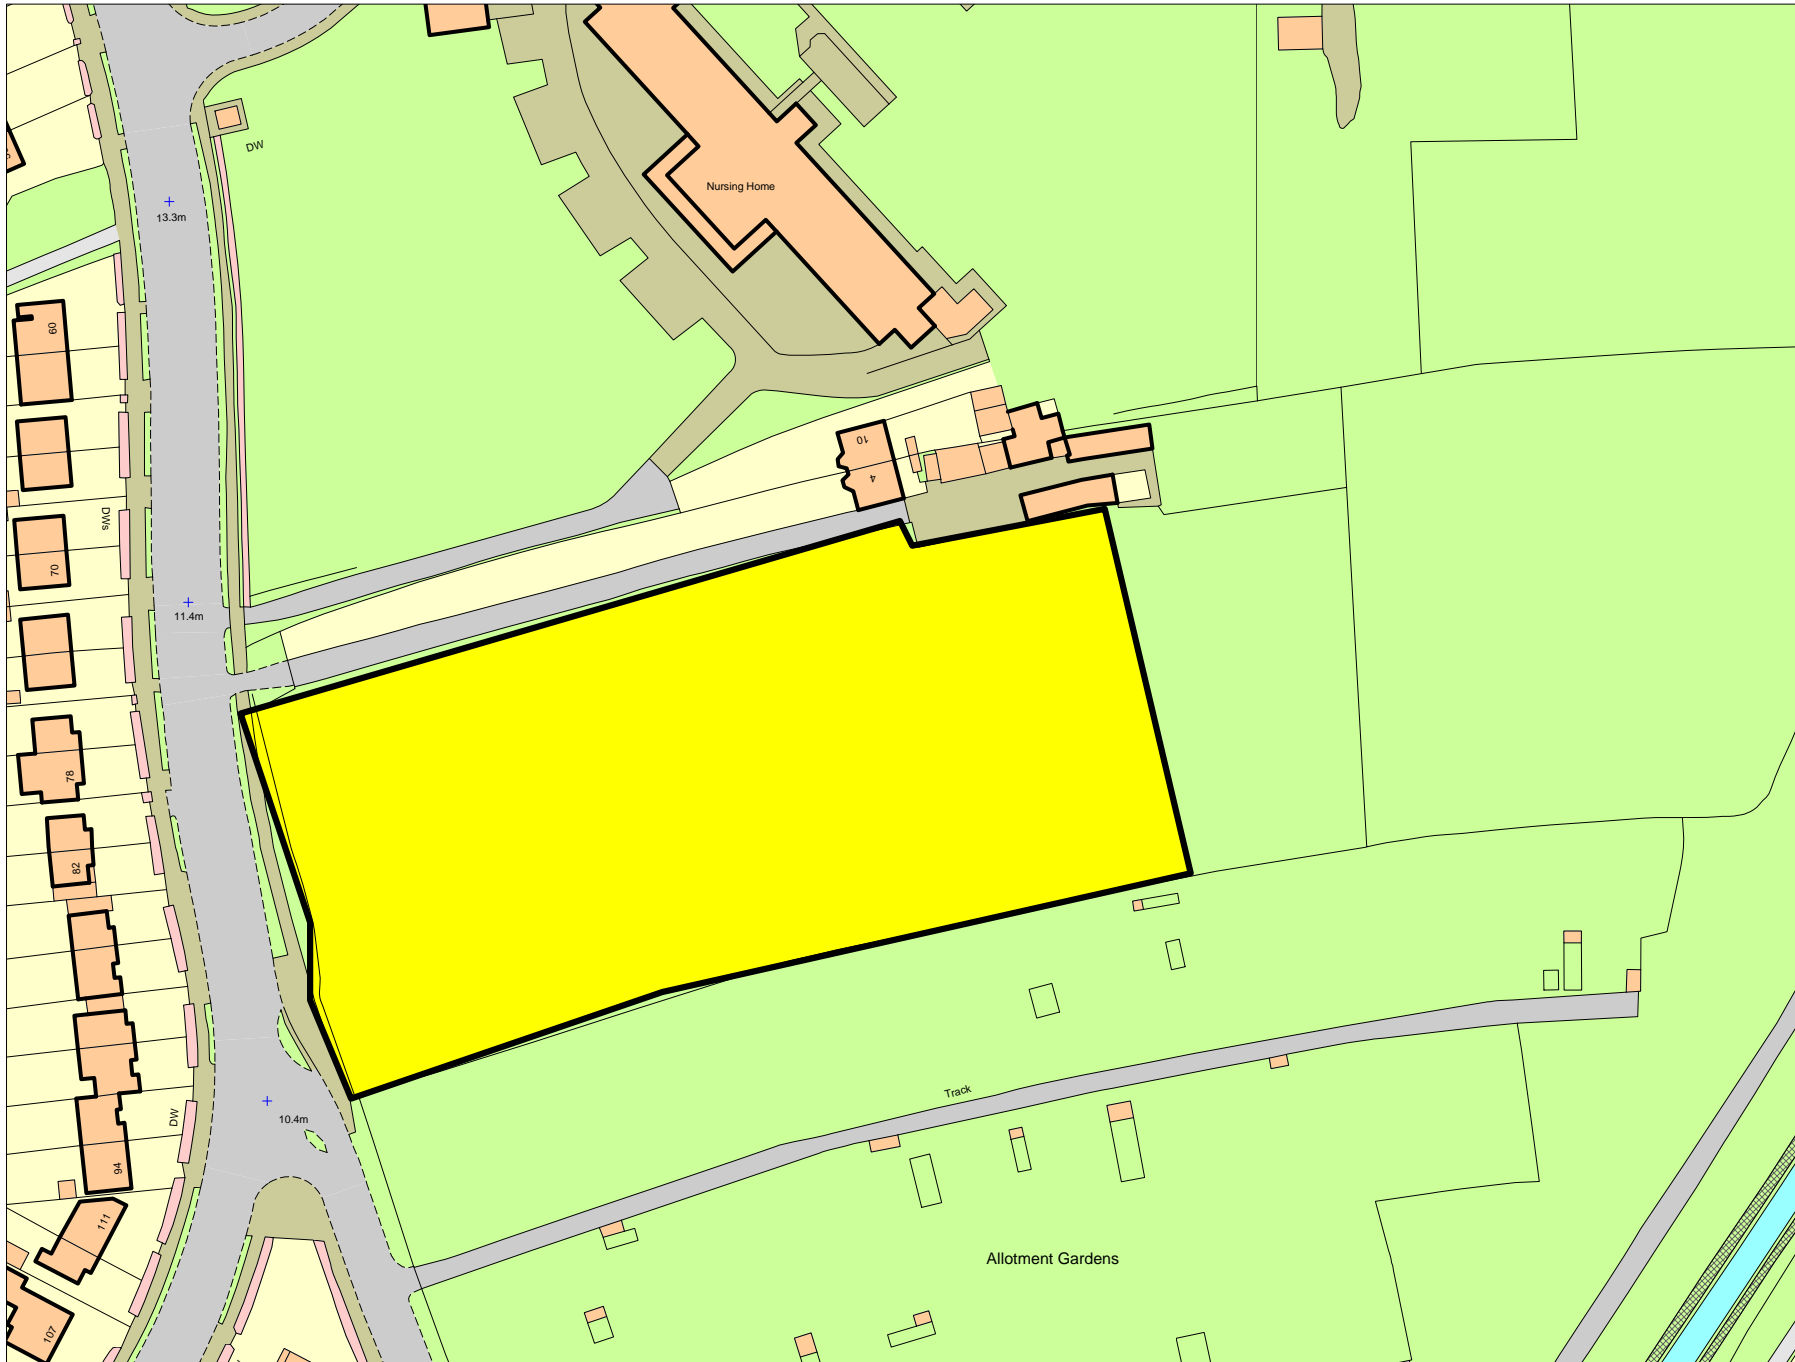 DW
Nursing Home
13.3m
60
10
4
DWs
70
11.4m
78
82
Track
10.4m
DW
94
111
Allotment Gardens
107